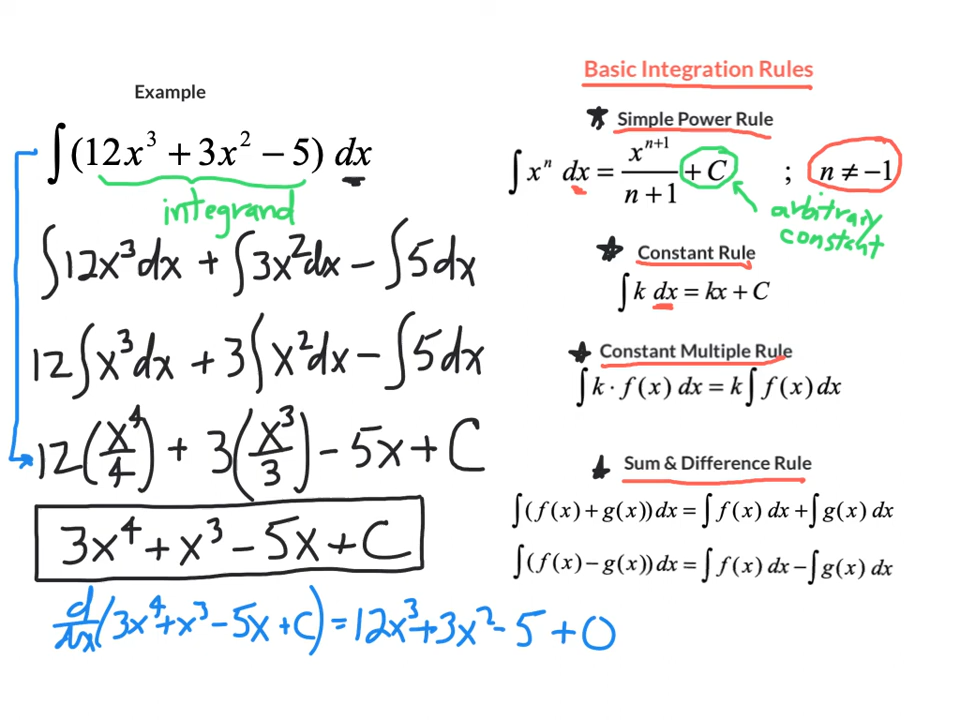 Example
∫(12x³ + 3x² − 5) dx
integrand
∫12x³dx + ∫3x²dx − ∫5dx
12∫x³dx + 3∫x²dx − ∫5dx
12(x⁴/4) + 3(x³/3) − 5x + C
3x⁴ + x³ − 5x + C
d/dx(3x⁴ + x³ − 5x + C) = 12x³ + 3x² − 5 + 0
Basic Integration Rules
Simple Power Rule
∫xⁿ dx = xⁿ⁺¹/(n + 1) + C ; n ≠ −1
arbitrary
constant
Constant Rule
∫k dx = kx + C
Constant Multiple Rule
∫k · f(x) dx = k∫f(x) dx
Sum & Difference Rule
∫(f(x) + g(x)) dx = ∫f(x) dx + ∫g(x) dx
∫(f(x) − g(x)) dx = ∫f(x) dx − ∫g(x) dx